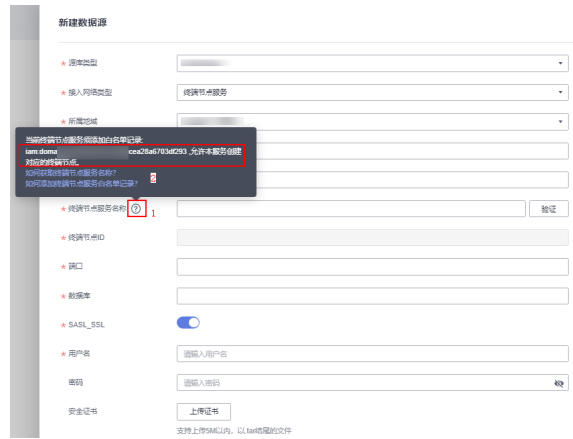 新建数据源
* 源库类型
* 接入网络类型 终端节点服务
* 所属地域
当前终端节点服务须添加白名单记录:
iam:doma cea28a6703df293 ,允许本服务创建
对应的终端节点。
如何获取终端节点服务名称?
如何添加终端节点服务白名单记录?
2
* 终端节点服务名称 ? 1 验证
* 终端节点ID
* 端口
* 数据库
* SASL_SSL
* 用户名 请输入用户名
密码 请输入密码
安全证书 上传证书
支持上传5M以内，以.tar结尾的文件